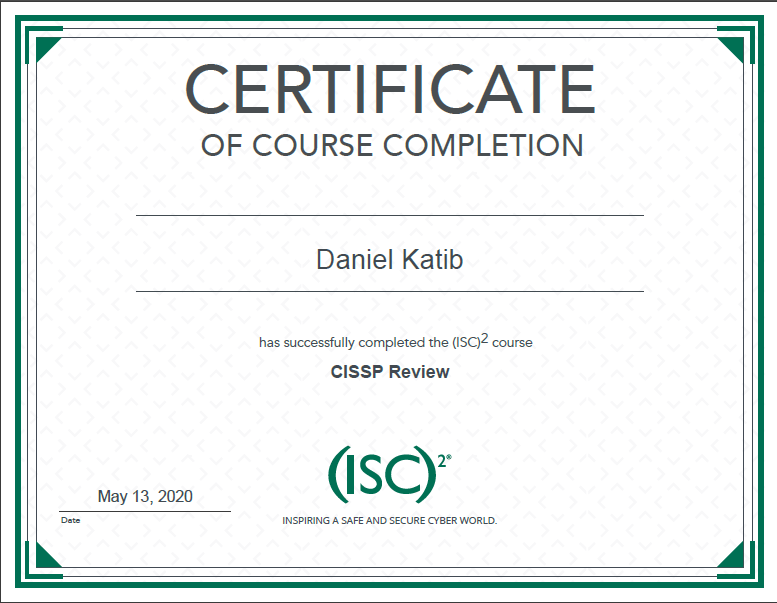 CERTIFICATE
OF COURSE COMPLETION
Daniel Katib
has successfully completed the (ISC)2 course
CISSP Review
(ISC)2®
May 13, 2020
Date
INSPIRING A SAFE AND SECURE CYBER WORLD.